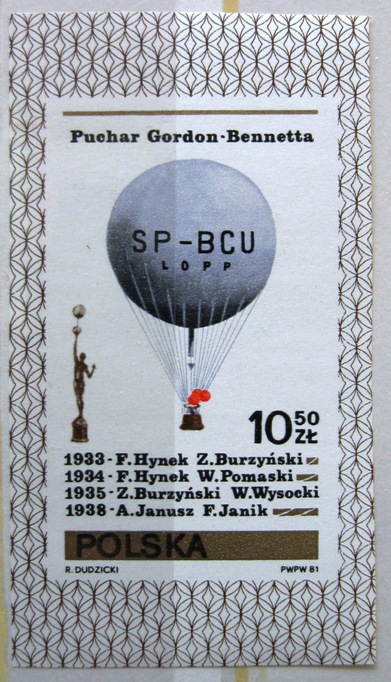 Puchar Gordon-Bennetta
SP-BCU
LOPP
10 50 ZŁ
1933-F.Hynek Z.Burzyński
1934-F.Hynek W.Pomaski
1935-Z.Burzyński W.Wysocki
1938-A.Janusz F.Janik
POLSKA
R. DUDZICKI PWPW 81